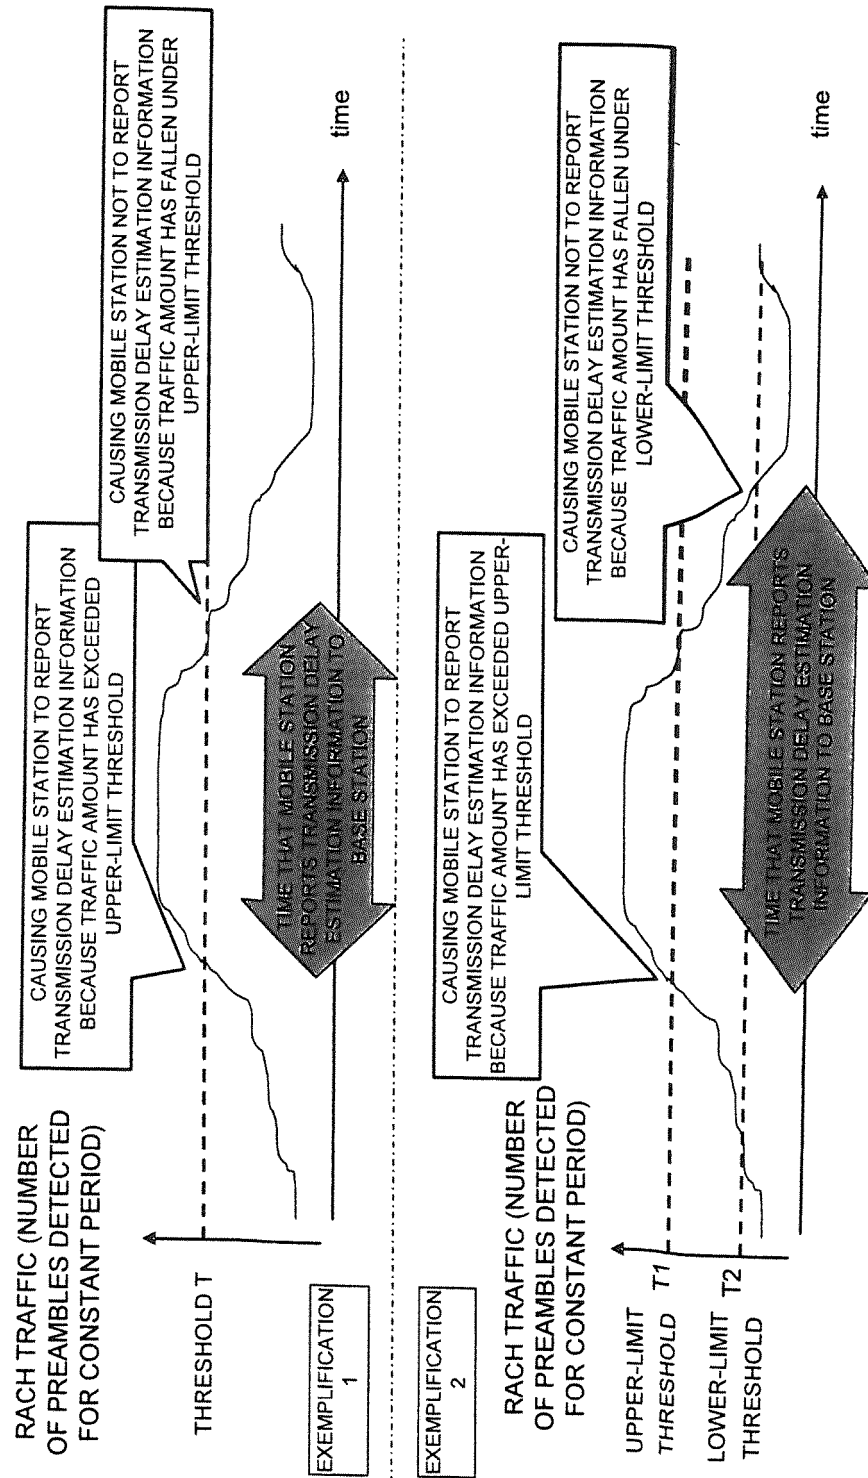 RACH TRAFFIC (NUMBER
OF PREAMBLES DETECTED
FOR CONSTANT PERIOD)
CAUSING MOBILE STATION TO REPORT
TRANSMISSION DELAY ESTIMATION INFORMATION
BECAUSE TRAFFIC AMOUNT HAS EXCEEDED
UPPER-LIMIT THRESHOLD
CAUSING MOBILE STATION NOT TO REPORT
TRANSMISSION DELAY ESTIMATION INFORMATION
BECAUSE TRAFFIC AMOUNT HAS FALLEN UNDER
UPPER-LIMIT THRESHOLD
THRESHOLD T
TIME THAT MOBILE STATION
REPORTS TRANSMISSION DELAY
ESTIMATION INFORMATION TO
BASE STATION
time
EXEMPLIFICATION
1
EXEMPLIFICATION
2
RACH TRAFFIC (NUMBER
OF PREAMBLES DETECTED
FOR CONSTANT PERIOD)
CAUSING MOBILE STATION TO REPORT
TRANSMISSION DELAY ESTIMATION INFORMATION
BECAUSE TRAFFIC AMOUNT HAS EXCEEDED UPPER-
LIMIT THRESHOLD
CAUSING MOBILE STATION NOT TO REPORT
TRANSMISSION DELAY ESTIMATION INFORMATION
BECAUSE TRAFFIC AMOUNT HAS FALLEN UNDER
LOWER-LIMIT THRESHOLD
UPPER-LIMIT
THRESHOLD
T1
LOWER-LIMIT
THRESHOLD
T2
TIME THAT MOBILE STATION REPORTS
TRANSMISSION DELAY ESTIMATION
INFORMATION TO BASE STATION
time